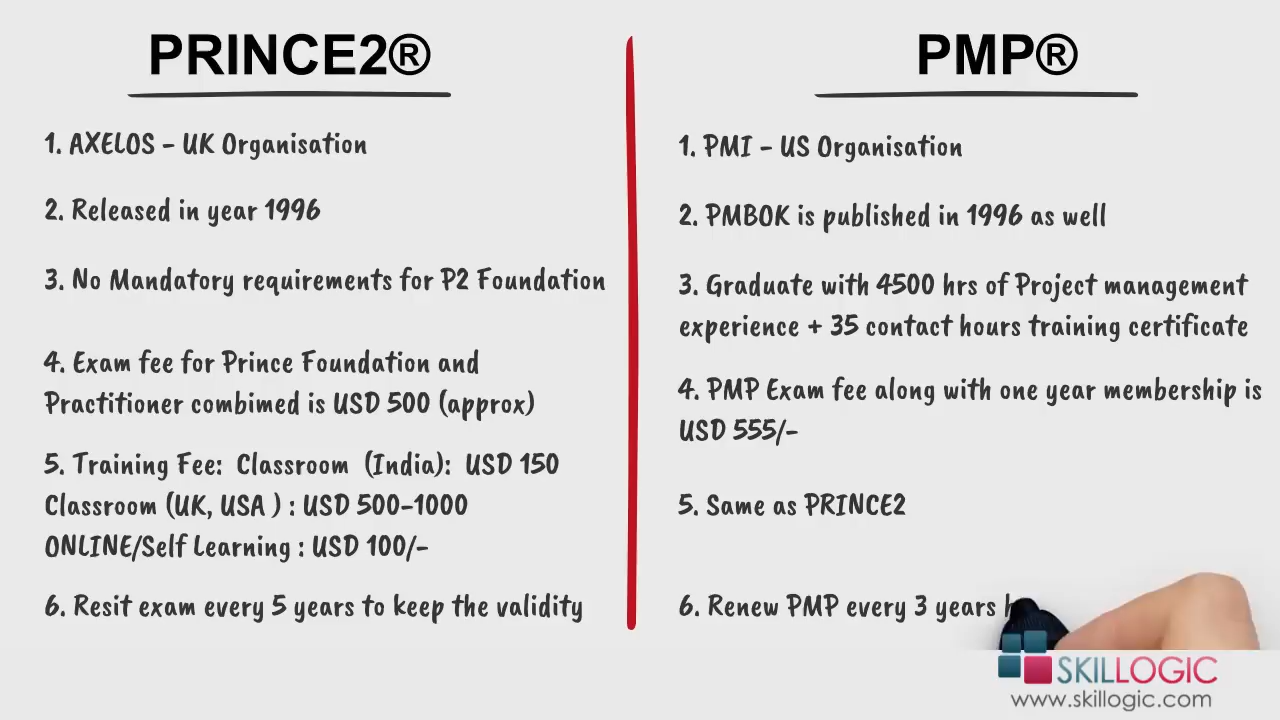 PRINCE2®
1. AXELOS – UK Organisation
2. Released in year 1996
3. No Mandatory requirements for P2 Foundation
4. Exam fee for Prince Foundation and
Practitioner combimed is USD 500 (approx)
5. Training Fee: Classroom (India): USD 150
Classroom (UK, USA ) : USD 500-1000
ONLINE/Self Learning : USD 100/-
6. Resit exam every 5 years to keep the validity
PMP®
1. PMI – US Organisation
2. PMBOK is published in 1996 as well
3. Graduate with 4500 hrs of Project management
experience + 35 contact hours training certificate
4. PMP Exam fee along with one year membership is
USD 555/-
5. Same as PRINCE2
6. Renew PMP every 3 years
SKILLOGIC
www.skillogic.com